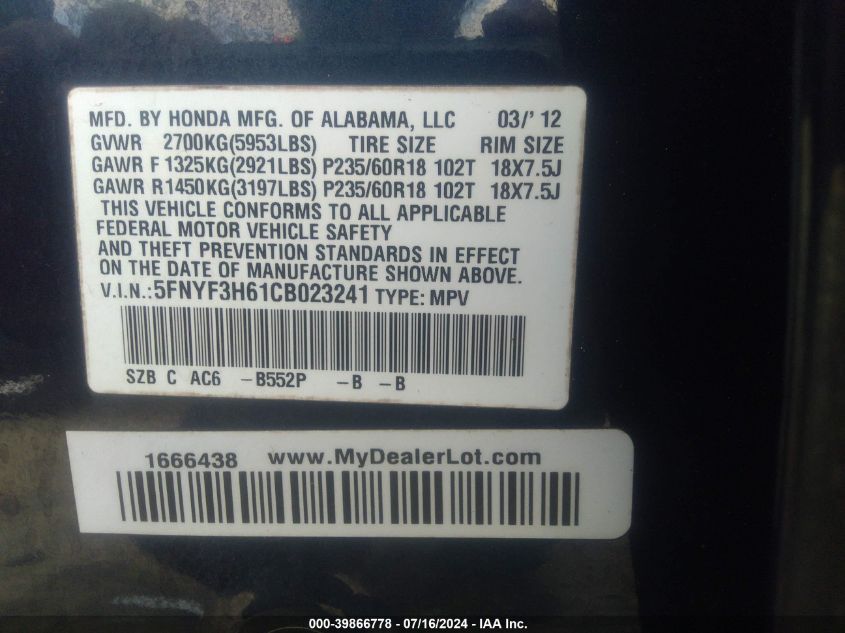 MFD. BY HONDA MFG. OF ALABAMA, LLC 03/' 12
GVWR 2700KG(5953LBS) TIRE SIZE RIM SIZE
GAWR F 1325KG(2921LBS) P235/60R18 102T 18X7.5J
GAWR R1450KG(3197LBS) P235/60R18 102T 18X7.5J
THIS VEHICLE CONFORMS TO ALL APPLICABLE
FEDERAL MOTOR VEHICLE SAFETY
AND THEFT PREVENTION STANDARDS IN EFFECT
ON THE DATE OF MANUFACTURE SHOWN ABOVE.
V.I.N.:5FNYF3H61CB023241 TYPE: MPV
SZB C AC6 -B552P -B -B
1666438 www.MyDealerLot.com
000-39866778 - 07/16/2024 - IAA Inc.